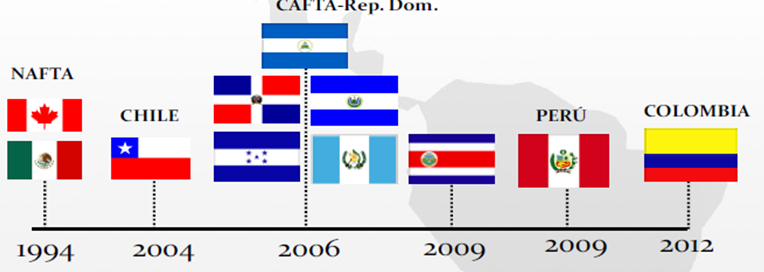 CAFTA-Rep. Dom.
NAFTA
CHILE
PERÚ
COLOMBIA
1994
2004
2006
2009
2009
2012